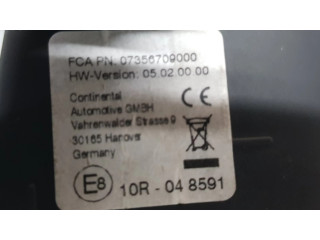 FCA PN: 07356709000
HW-Version: 05.02.00.00
Continental
Automotive GMBH
Vahrenwalder Strasse 9
30165 Hanover
Germany
CE
E8 10R - 04 8591